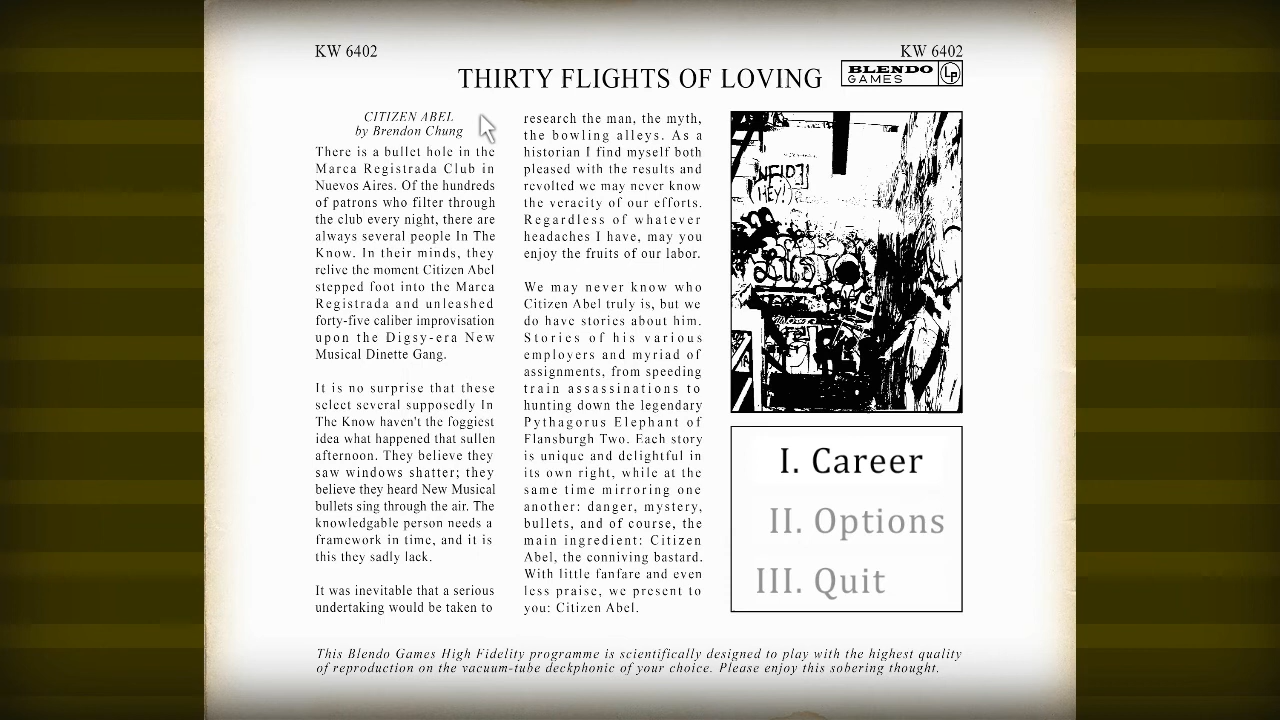 KW 6402
KW 6402
THIRTY FLIGHTS OF LOVING
BLENDO
GAMES
LP
CITIZEN ABEL
by Brendon Chung
There is a bullet hole in the
Marca Registrada Club in
Nuevos Aires. Of the hundreds
of patrons who filter through
the club every night, there are
always several people In The
Know. In their minds, they
relive the moment Citizen Abel
stepped foot into the Marca
Registrada and unleashed
forty-five caliber improvisation
upon the Digsy-era New
Musical Dinette Gang.
It is no surprise that these
select several supposedly In
The Know haven't the foggiest
idea what happened that sullen
afternoon. They believe they
saw windows shatter; they
believe they heard New Musical
bullets sing through the air. The
knowledgable person needs a
framework in time, and it is
this they sadly lack.
It was inevitable that a serious
undertaking would be taken to
research the man, the myth,
the bowling alleys. As a
historian I find myself both
pleased with the results and
revolted we may never know
the veracity of our efforts.
Regardless of whatever
headaches I have, may you
enjoy the fruits of our labor.
We may never know who
Citizen Abel truly is, but we
do have stories about him.
Stories of his various
employers and myriad of
assignments, from speeding
train assassinations to
hunting down the legendary
Pythagorus Elephant of
Flansburgh Two. Each story
is unique and delightful in
its own right, while at the
same time mirroring one
another: danger, mystery,
bullets, and of course, the
main ingredient: Citizen
Abel, the conniving bastard.
With little fanfare and even
less praise, we present to
you: Citizen Abel.
(HEY!)
I. Career
II. Options
III. Quit
This Blendo Games High Fidelity programme is scientifically designed to play with the highest quality
of reproduction on the vacuum-tube deckphonic of your choice. Please enjoy this sobering thought.